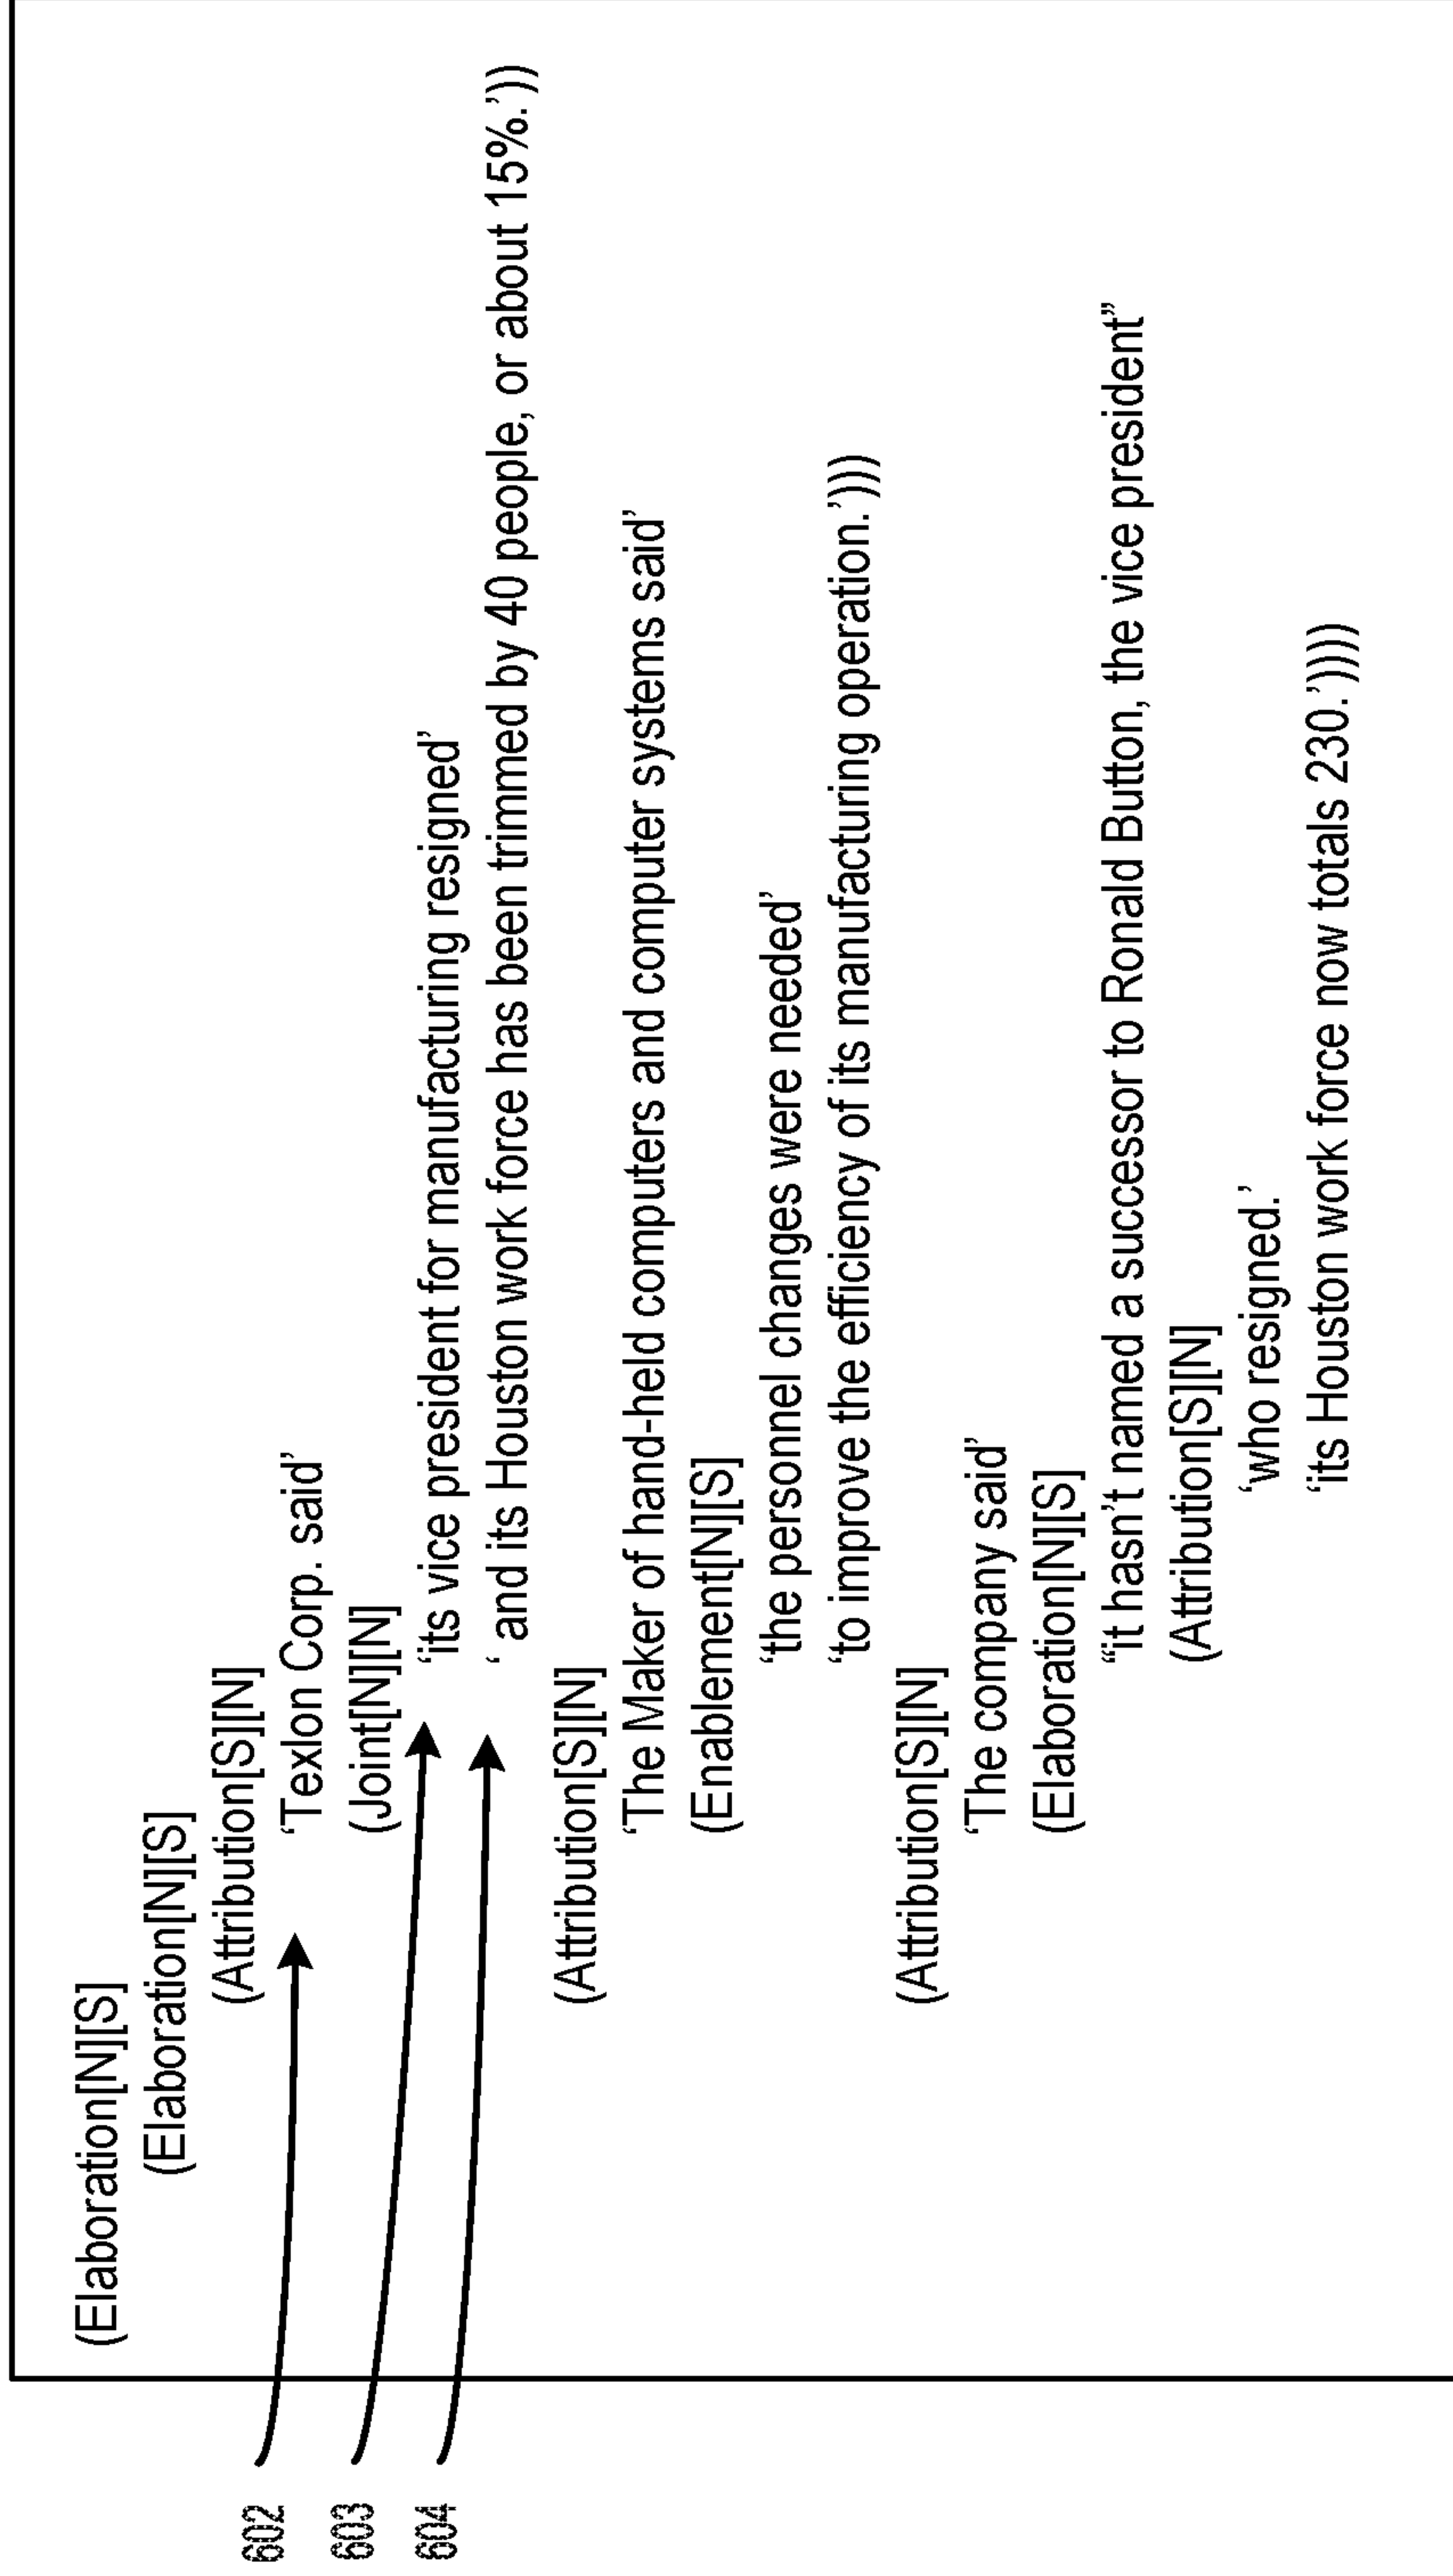 (Elaboration[N][S]
(Elaboration[N][S]
(Attribution[S][N]
602
‘Texlon Corp. said’
(Joint[N][N]
603
‘its vice president for manufacturing resigned’
604
‘ and its Houston work force has been trimmed by 40 people, or about 15%.’))
(Attribution[S][N]
‘The Maker of hand-held computers and computer systems said’
(Enablement[N][S]
‘the personnel changes were needed’
‘to improve the efficiency of its manufacturing operation.’)))
(Attribution[S][N]
‘The company said’
(Elaboration[N][S]
“it hasn’t named a successor to Ronald Button, the vice president”
(Attribution[S][N]
‘who resigned.’
‘its Houston work force now totals 230.’))))